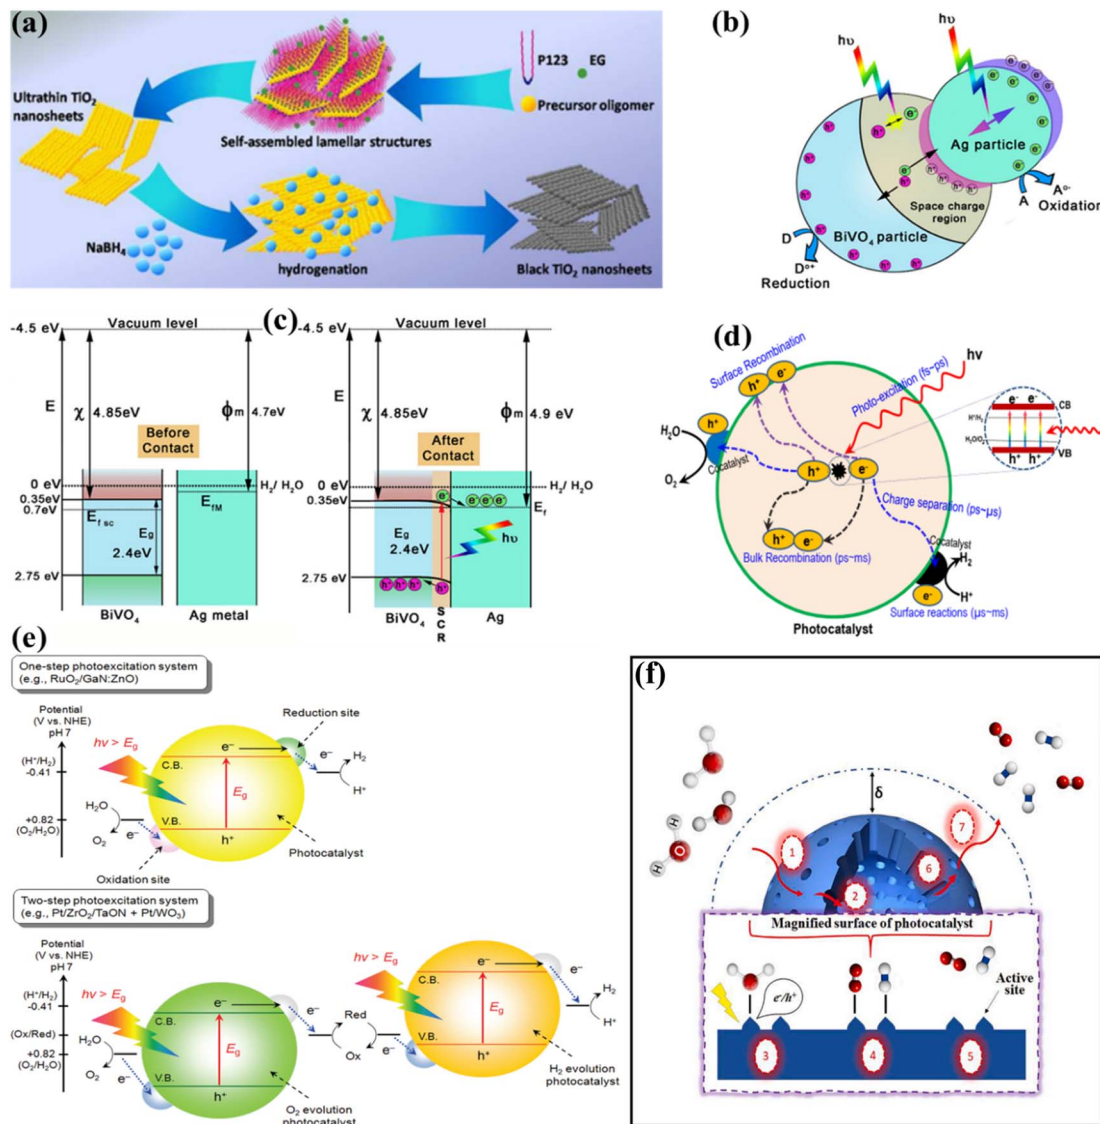 (a)
P123
EG
Precursor oligomer
Ultrathin TiO2
nanosheets
Self-assembled lamellar structures
NaBH4
hydrogenation
Black TiO2 nanosheets
(b)
hυ
hυ
h+
e-
Ag particle
Space charge
region
BiVO4 particle
A
A°-
Oxidation
D
D°+
Reduction
(c)
-4.5 eV
Vacuum level
E
χ
4.85eV
ϕm
4.7eV
Before
Contact
0 eV
H2/ H2O
0.35eV
0.7eV
Ef sc
EfM
Eg
2.4eV
2.75 eV
BiVO4
Ag metal
-4.5 eV
Vacuum level
E
χ
4.85eV
ϕm
4.9 eV
After
Contact
0 eV
H2/ H2O
0.35eV
e-
e- e- e-
Ef
Eg
2.4eV
hυ
2.75 eV
h+ h+ h+
h+
BiVO4
S
C
R
Ag
(d)
Surface Recombination
h+
e-
Photo-excitation (fs~ps)
hν
e- e-
CB
H+/H2
H2O/O2
h+ h+
VB
H2O
O2
h+
Cocatalyst
h+
e-
Charge separation (ps~μs)
h+
e-
Bulk Recombination (ps~ms)
Cocatalyst
H2
H+
e-
Surface reactions (μs~ms)
Photocatalyst
(e)
One-step photoexcitation system
(e.g., RuO2/GaN:ZnO)
Potential
(V vs. NHE)
pH 7
(H+/H2)
-0.41
+0.82
(O2/H2O)
hν > Eg
C.B.
e–
Reduction site
e–
H2
H+
Eg
H2O
O2
e–
V.B.
h+
Photocatalyst
Oxidation site
Two-step photoexcitation system
(e.g., Pt/ZrO2/TaON + Pt/WO3)
Potential
(V vs. NHE)
pH 7
(H+/H2)
-0.41
(Ox/Red)
+0.82
(O2/H2O)
hν > Eg
C.B.
e–
e–
Eg
H2O
O2
e–
V.B.
h+
O2 evolution
photocatalyst
Red
Ox
hν > Eg
C.B.
e–
e–
H2
H+
Eg
e–
V.B.
h+
H2 evolution
photocatalyst
(f)
δ
H
O
H
1
2
6
7
Magnified surface of photocatalyst
e-/h+
Active
site
3
4
5